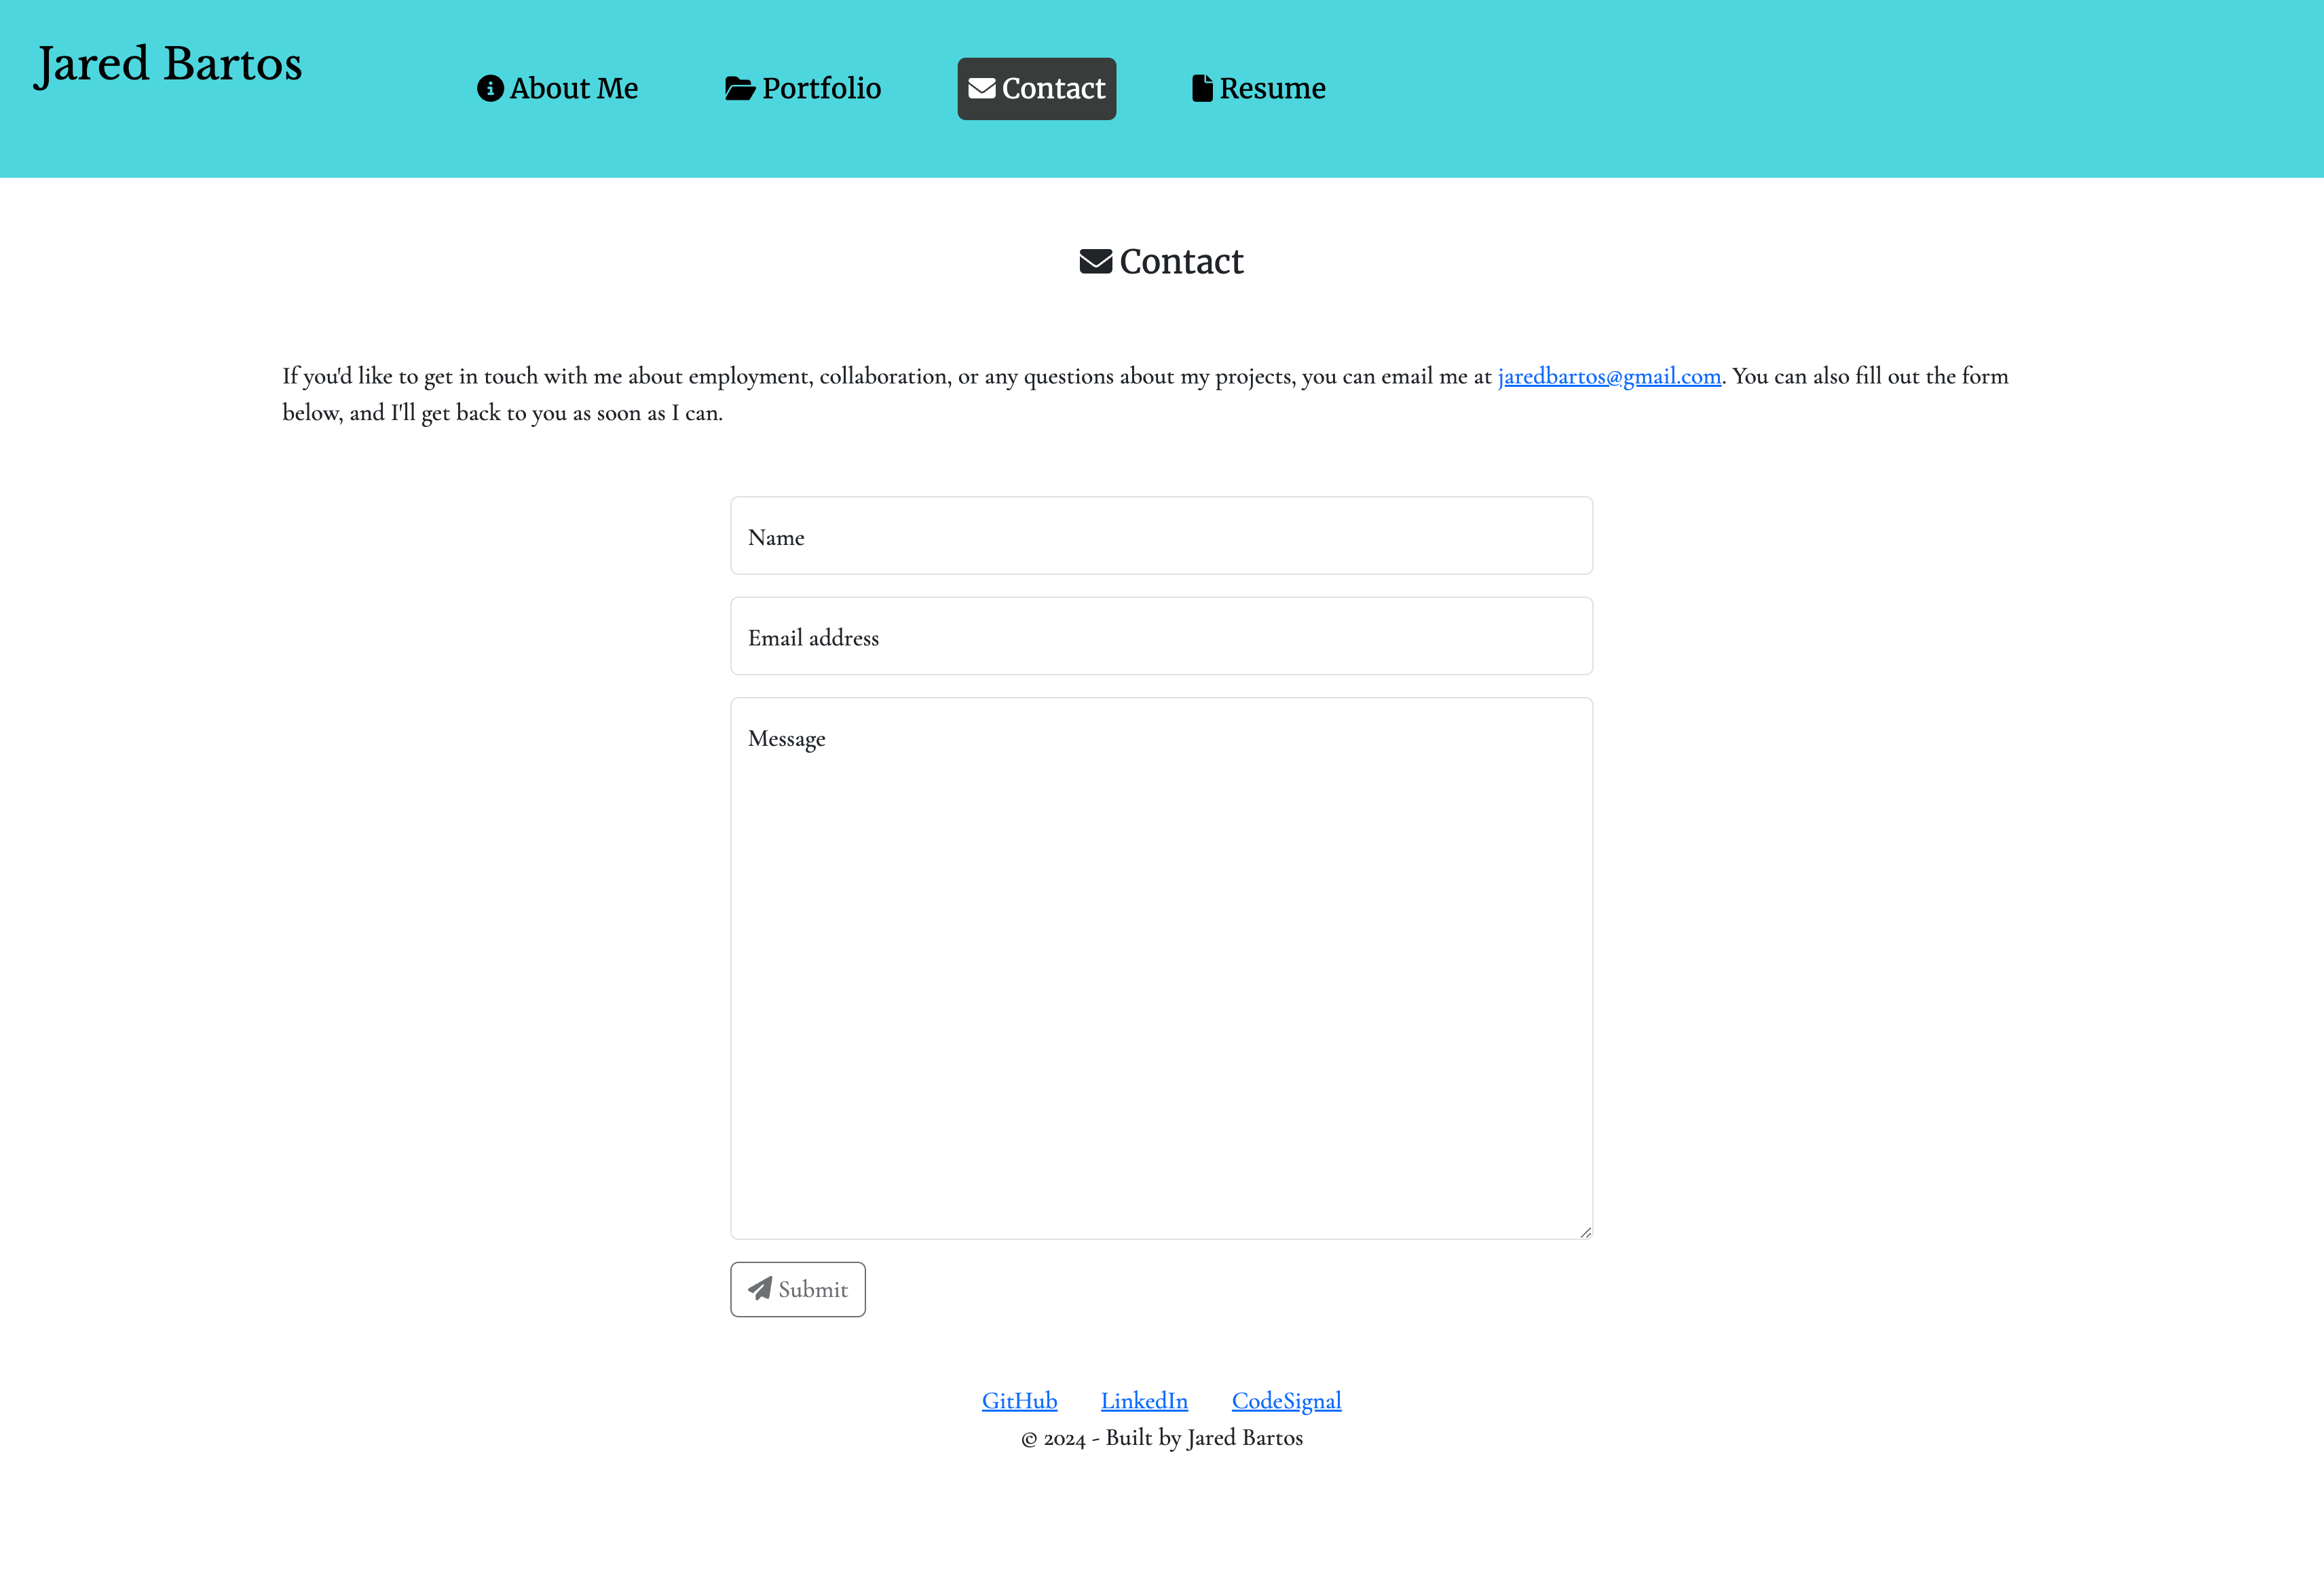 Jared Bartos
About Me
Portfolio
Contact
Resume
Contact
If you'd like to get in touch with me about employment, collaboration, or any questions about my projects, you can email me at jaredbartos@gmail.com. You can also fill out the form
below, and I'll get back to you as soon as I can.
Name
Email address
Message
Submit
GitHub LinkedIn CodeSignal
© 2024 - Built by Jared Bartos